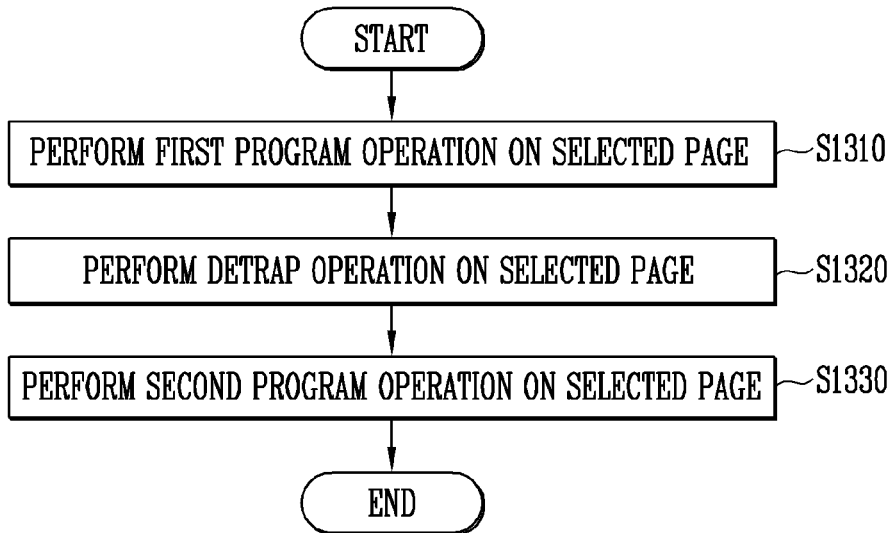 START
PERFORM FIRST PROGRAM OPERATION ON SELECTED PAGE
S1310
PERFORM DETRAP OPERATION ON SELECTED PAGE
S1320
PERFORM SECOND PROGRAM OPERATION ON SELECTED PAGE
S1330
END